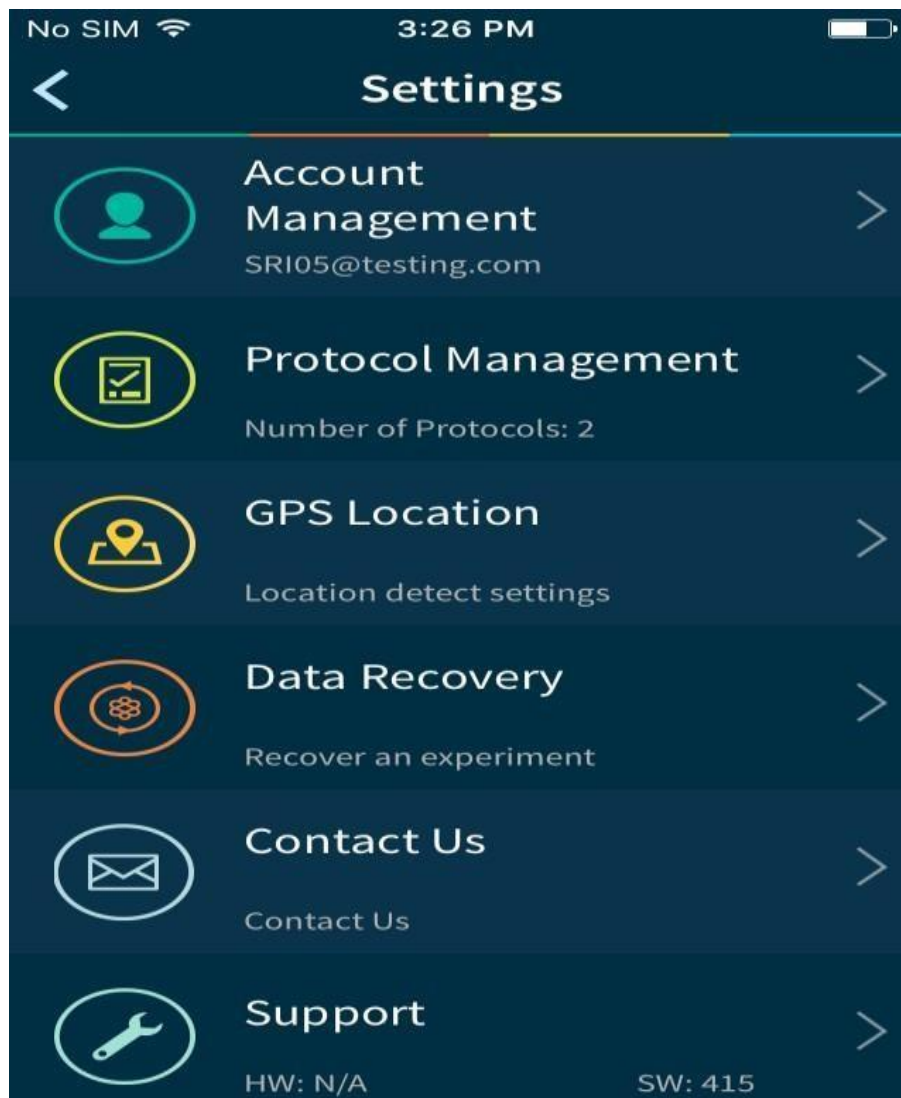 No SIM 3:26 PM
Settings
Account
Management
SRI05@testing.com
Protocol Management
Number of Protocols: 2
GPS Location
Location detect settings
Data Recovery
Recover an experiment
Contact Us
Contact Us
Support
HW: N/A SW: 415